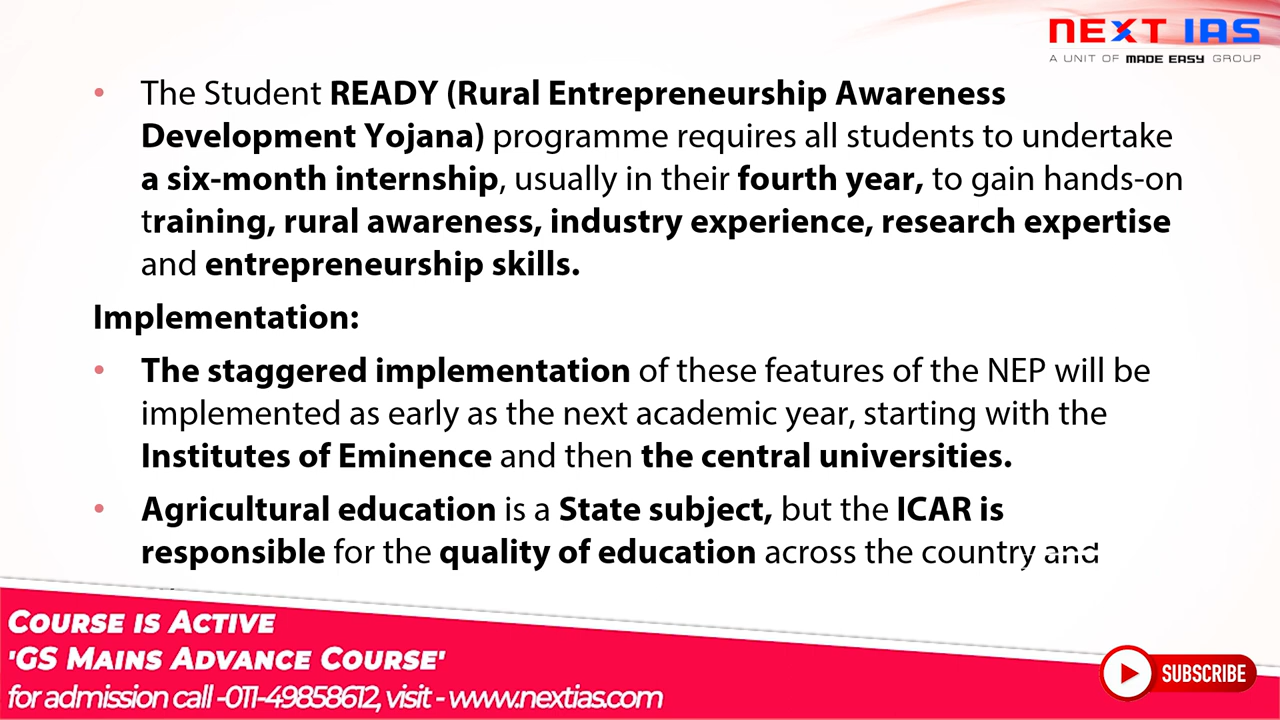 NEXT IAS
A UNIT OF MADE EASY GROUP
• The Student READY (Rural Entrepreneurship Awareness
Development Yojana) programme requires all students to undertake
a six-month internship, usually in their fourth year, to gain hands-on
training, rural awareness, industry experience, research expertise
and entrepreneurship skills.
Implementation:
• The staggered implementation of these features of the NEP will be
implemented as early as the next academic year, starting with the
Institutes of Eminence and then the central universities.
• Agricultural education is a State subject, but the ICAR is
responsible for the quality of education across the country and
COURSE IS ACTIVE
'GS MAINS ADVANCE COURSE'
for admission call -011-49858612, visit - www.nextias.com
SUBSCRIBE